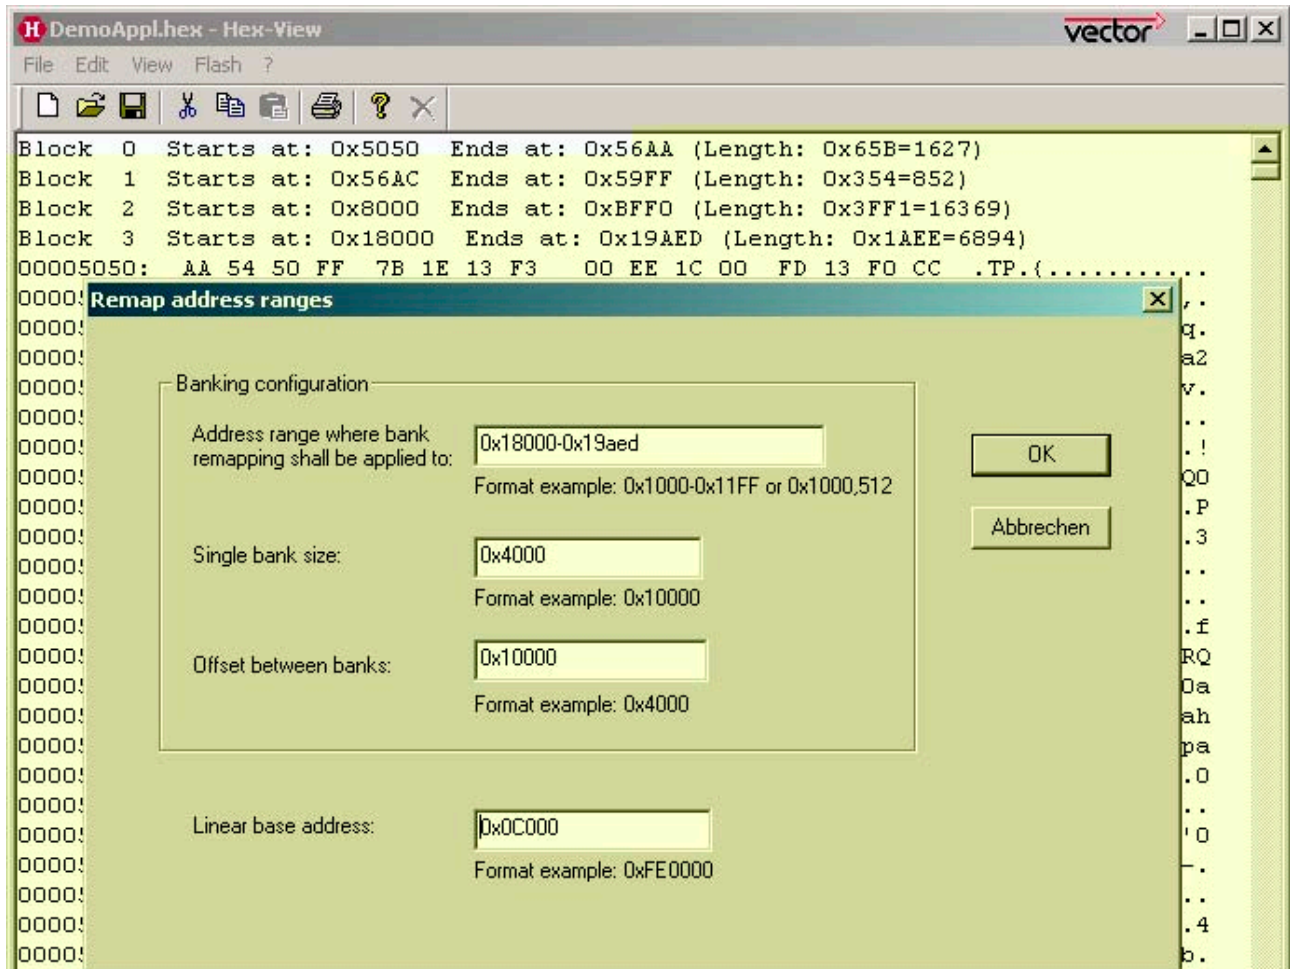 DemoAppl.hex - Hex-View
vector
File Edit View Flash ?
Block 0 Starts at: 0x5050 Ends at: 0x56AA (Length: 0x65B=1627)
Block 1 Starts at: 0x56AC Ends at: 0x59FF (Length: 0x354=852)
Block 2 Starts at: 0x8000 Ends at: 0xBFF0 (Length: 0x3FF1=16369)
Block 3 Starts at: 0x18000 Ends at: 0x19AED (Length: 0x1AEE=6894)
00005050: AA 54 50 FF 7B 1E 13 F3 00 EE 1C 00 FD 13 F0 CC .TP.{...........
Remap address ranges
Banking configuration
Address range where bank
remapping shall be applied to:
0x18000-0x19aed
Format example: 0x1000-0x11FF or 0x1000,512
OK
Abbrechen
Single bank size:
0x4000
Format example: 0x10000
Offset between banks:
0x10000
Format example: 0x4000
Linear base address:
0x0C000
Format example: 0xFE0000